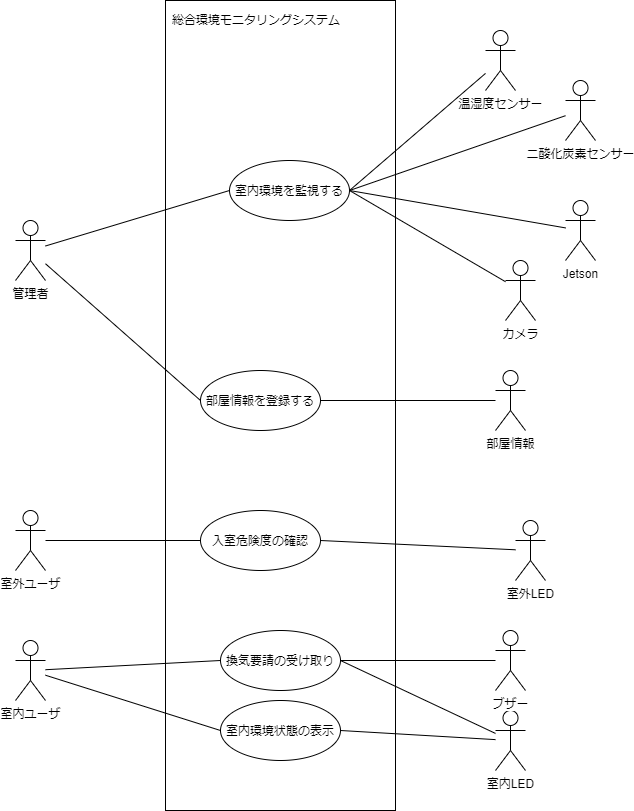 総合環境モニタリングシステム
温湿度センサー
二酸化炭素センサー
室内環境を監視する
Jetson
管理者
カメラ
部屋情報を登録する
部屋情報
入室危険度の確認
室外ユーザ
室外LED
換気要請の受け取り
ブザー
室内ユーザ
室内環境状態の表示
室内LED